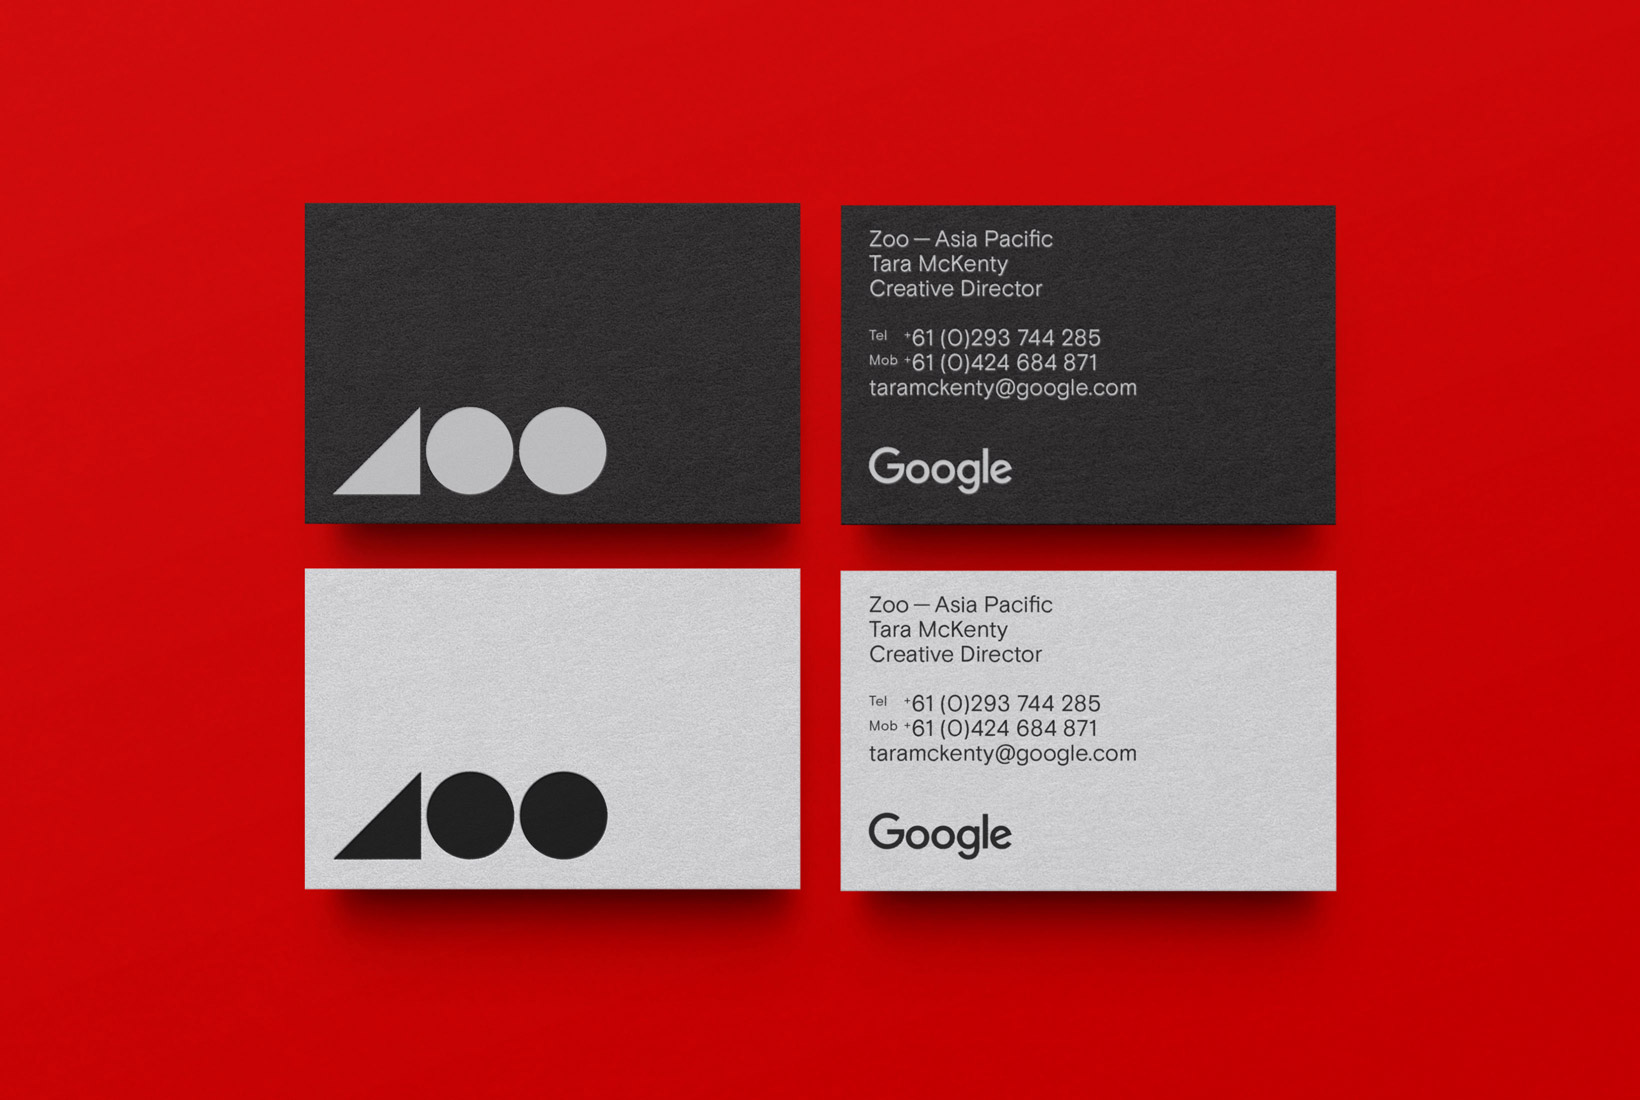 Zoo — Asia Pacific
Tara McKenty
Creative Director
Tel +61 (0)293 744 285
Mob +61 (0)424 684 871
taramckenty@google.com
Google
Zoo — Asia Pacific
Tara McKenty
Creative Director
Tel +61 (0)293 744 285
Mob +61 (0)424 684 871
taramckenty@google.com
Google